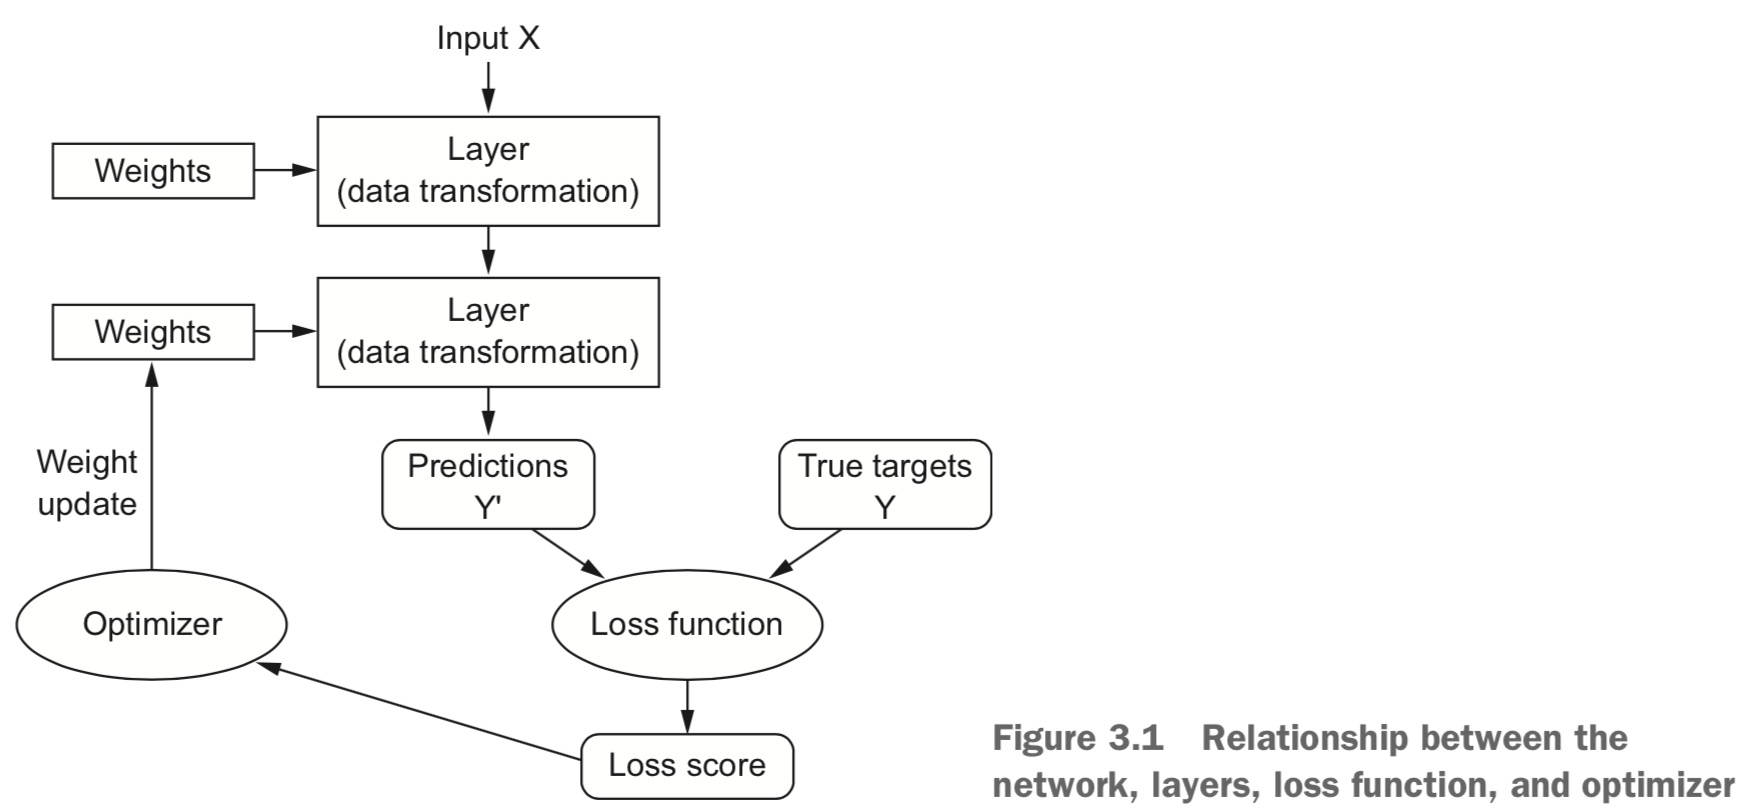 Input X
Weights
Layer
(data transformation)
Weights
Layer
(data transformation)
Weight
update
Predictions
Y'
True targets
Y
Optimizer
Loss function
Loss score
Figure 3.1 Relationship between the
network, layers, loss function, and optimizer